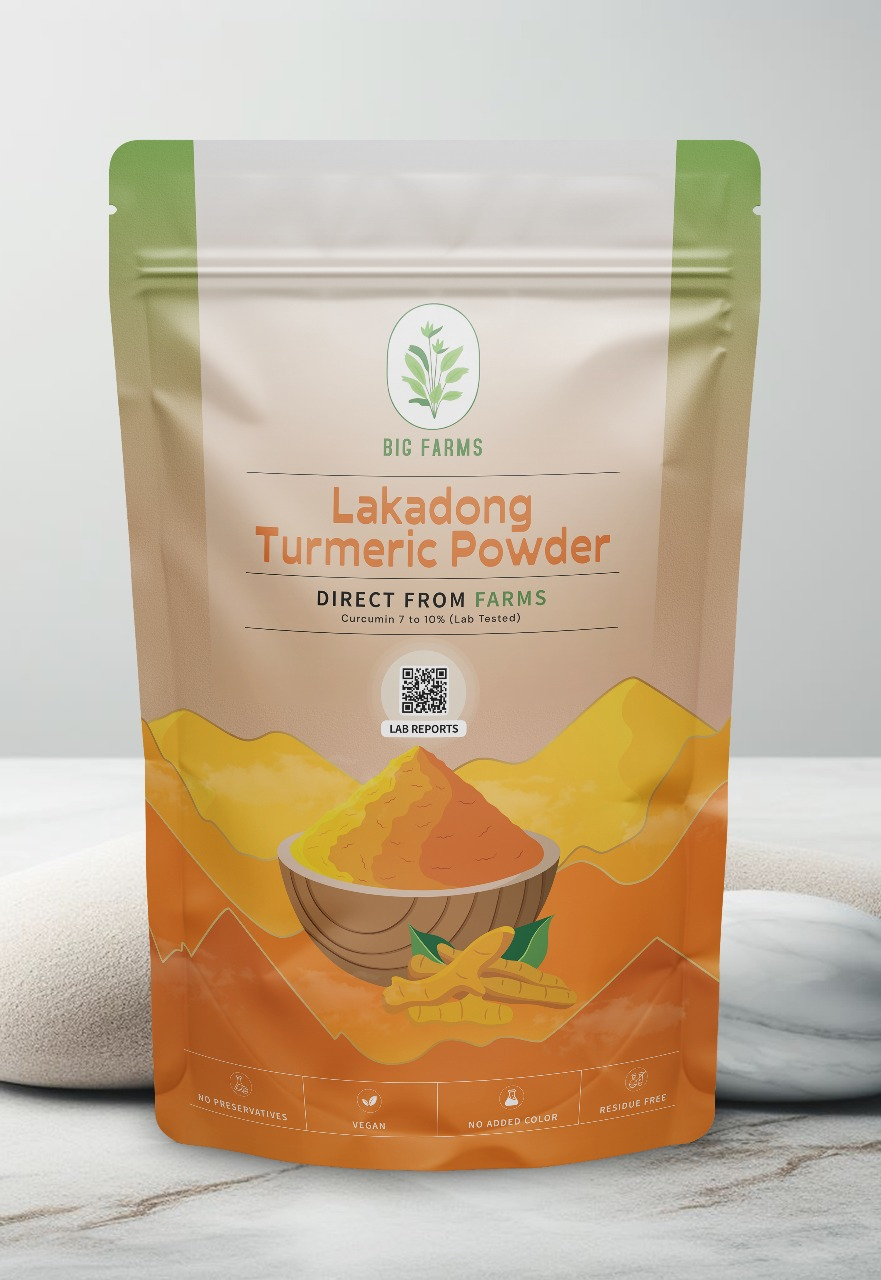 BIG FARMS
Lakadong
Turmeric Powder
DIRECT FROM FARMS
Curcumin 7 to 10% (Lab Tested)
LAB REPORTS
NO PRESERVATIVES
VEGAN
NO ADDED COLOR
RESIDUE FREE